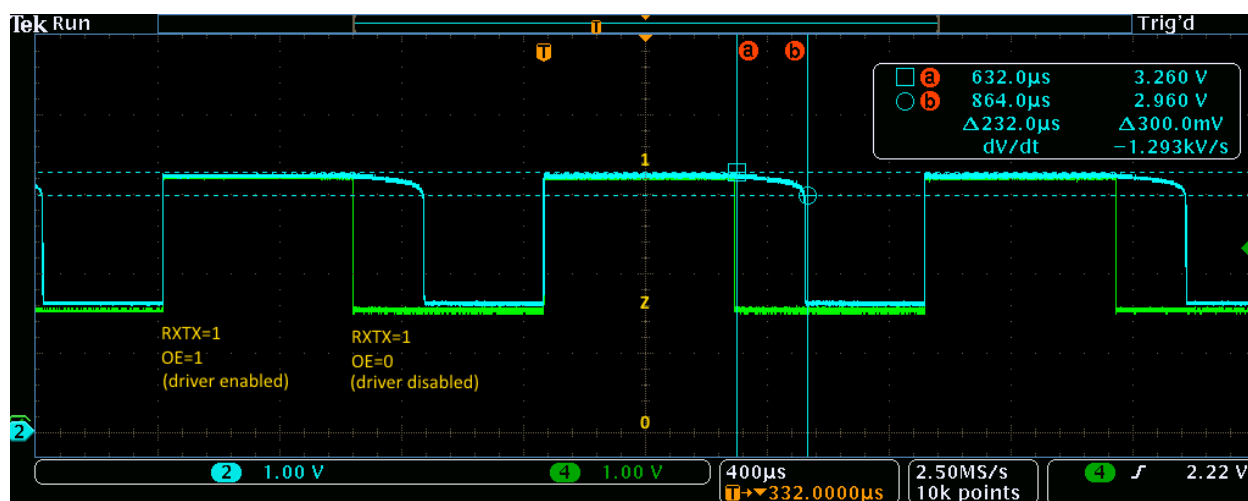 Tek Run
Trig'd
T
T
a
b
a 632.0µs 3.260 V
b 864.0µs 2.960 V
Δ232.0µs Δ300.0mV
dV/dt −1.293kV/s
1
Z
RXTX=1
OE=1
(driver enabled)
RXTX=1
OE=0
(driver disabled)
0
2
2 1.00 V
4 1.00 V
400µs
T→▼332.0000µs
2.50MS/s
10k points
4 2.22 V